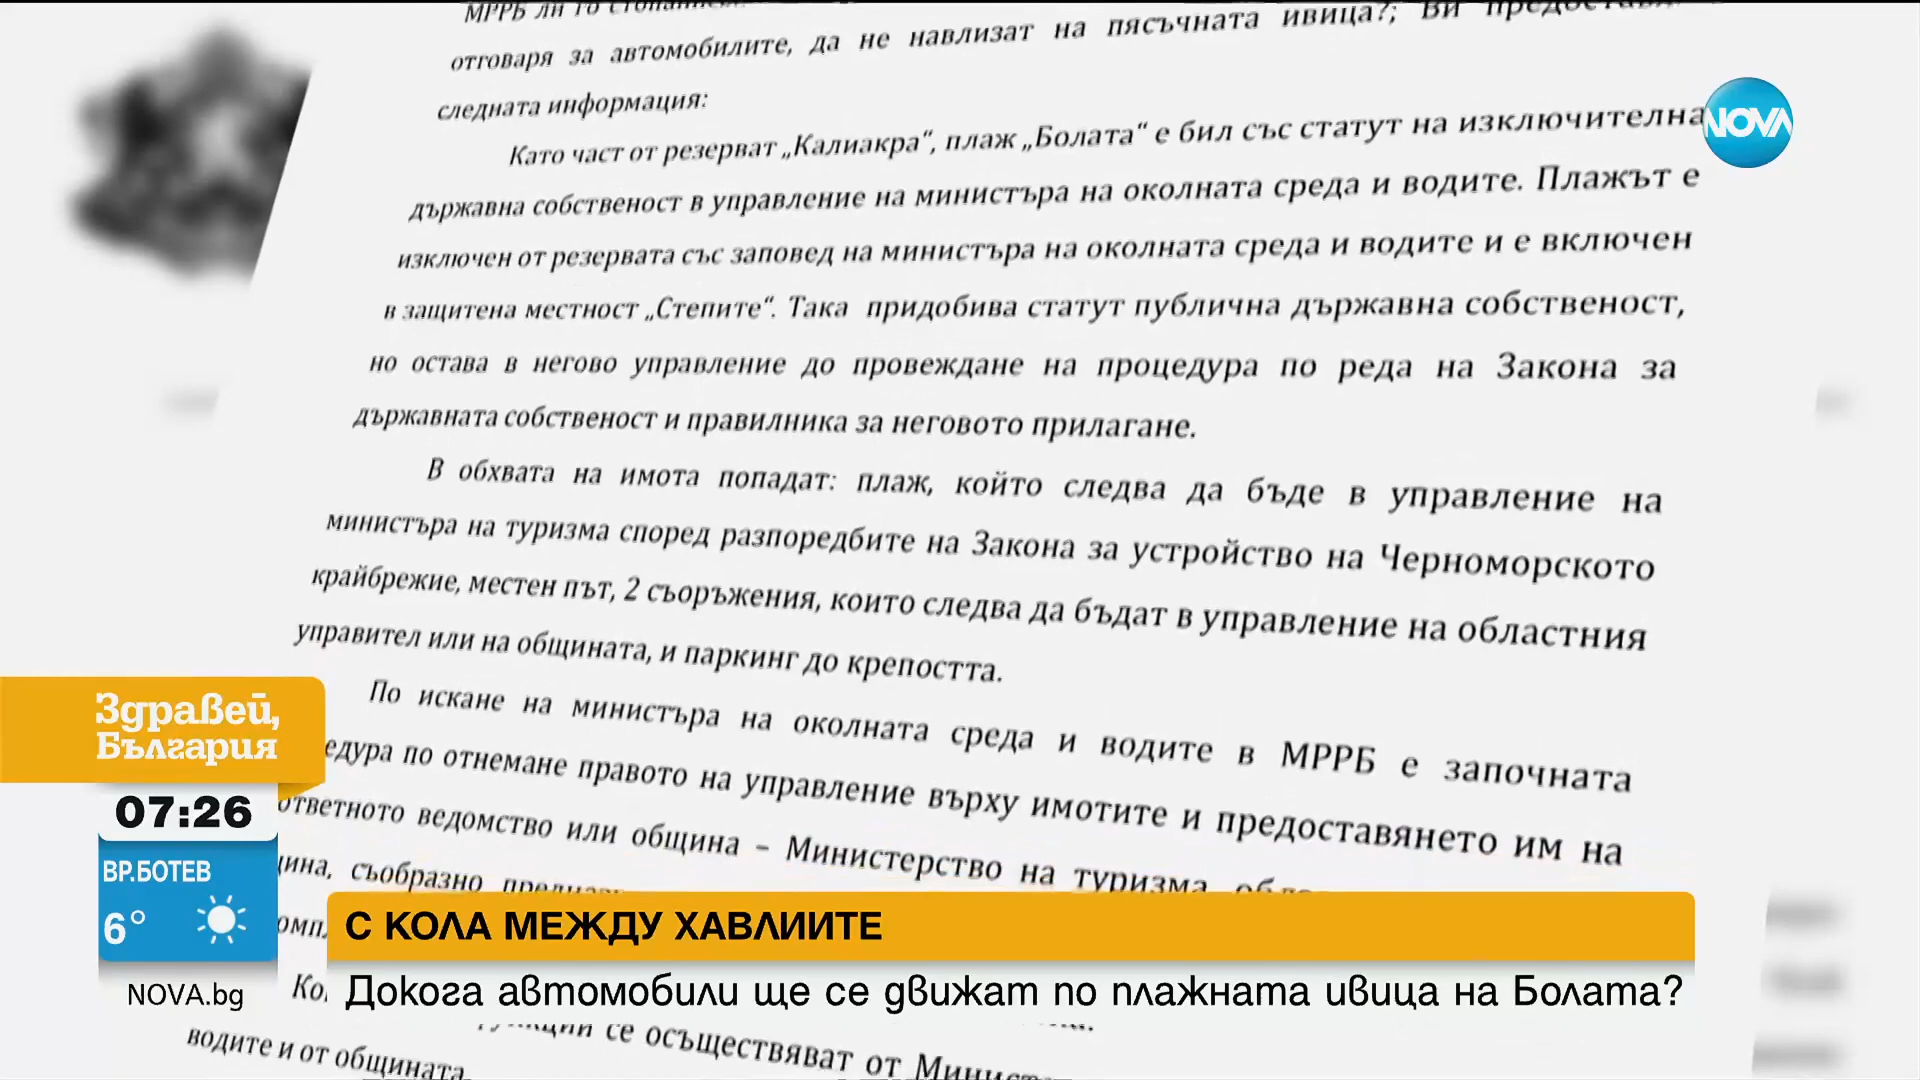 МРРБ ли го
отговаря за автомобилите, да не навлизат на пясъчната ивица?; Ви
следната информация:
Като част от резерват „Калиакра“, плаж „Болата“ е бил със статут на изключителна
държавна собственост в управление на министъра на околната среда и водите. Плажът е
изключен от резервата със заповед на министъра на околната среда и водите и е включен
в защитена местност „Степите“. Така придобива статут публична държавна собственост,
но остава в негово управление до провеждане на процедура по реда на Закона за
държавната собственост и правилника за неговото прилагане.
В обхвата на имота попадат: плаж, който следва да бъде в управление на
министъра на туризма според разпоредбите на Закона за устройство на Черноморското
крайбрежие, местен път, 2 съоръжения, които следва да бъдат в управление на областния
управител или на общината, и паркинг до крепостта.
По искане на министъра на околната среда и водите в МРРБ е започната
едура по отнемане правото на управление върху имотите и предоставянето им на
ответното ведомство или община – Министерство на туризма,
съобразно
се осъществяват от
водите и от общината
NOVA
Здравей,
България
07:26
ВР.БОТЕВ
6°
NOVA.bg
С КОЛА МЕЖДУ ХАВЛИИТЕ
Докога автомобили ще се движат по плажната ивица на Болата?